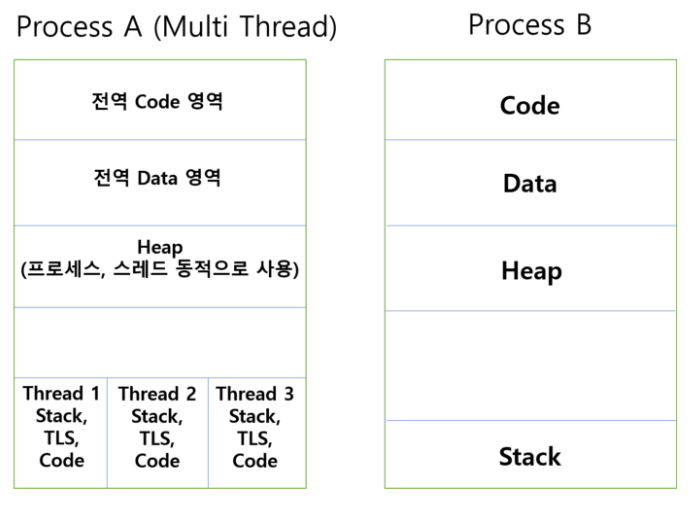 Process A (Multi Thread)
Process B
전역 Code 영역
전역 Data 영역
Heap
(프로세스, 스레드 동적으로 사용)
Thread 1
Stack,
TLS,
Code
Thread 2
Stack,
TLS,
Code
Thread 3
Stack,
TLS,
Code
Code
Data
Heap
Stack